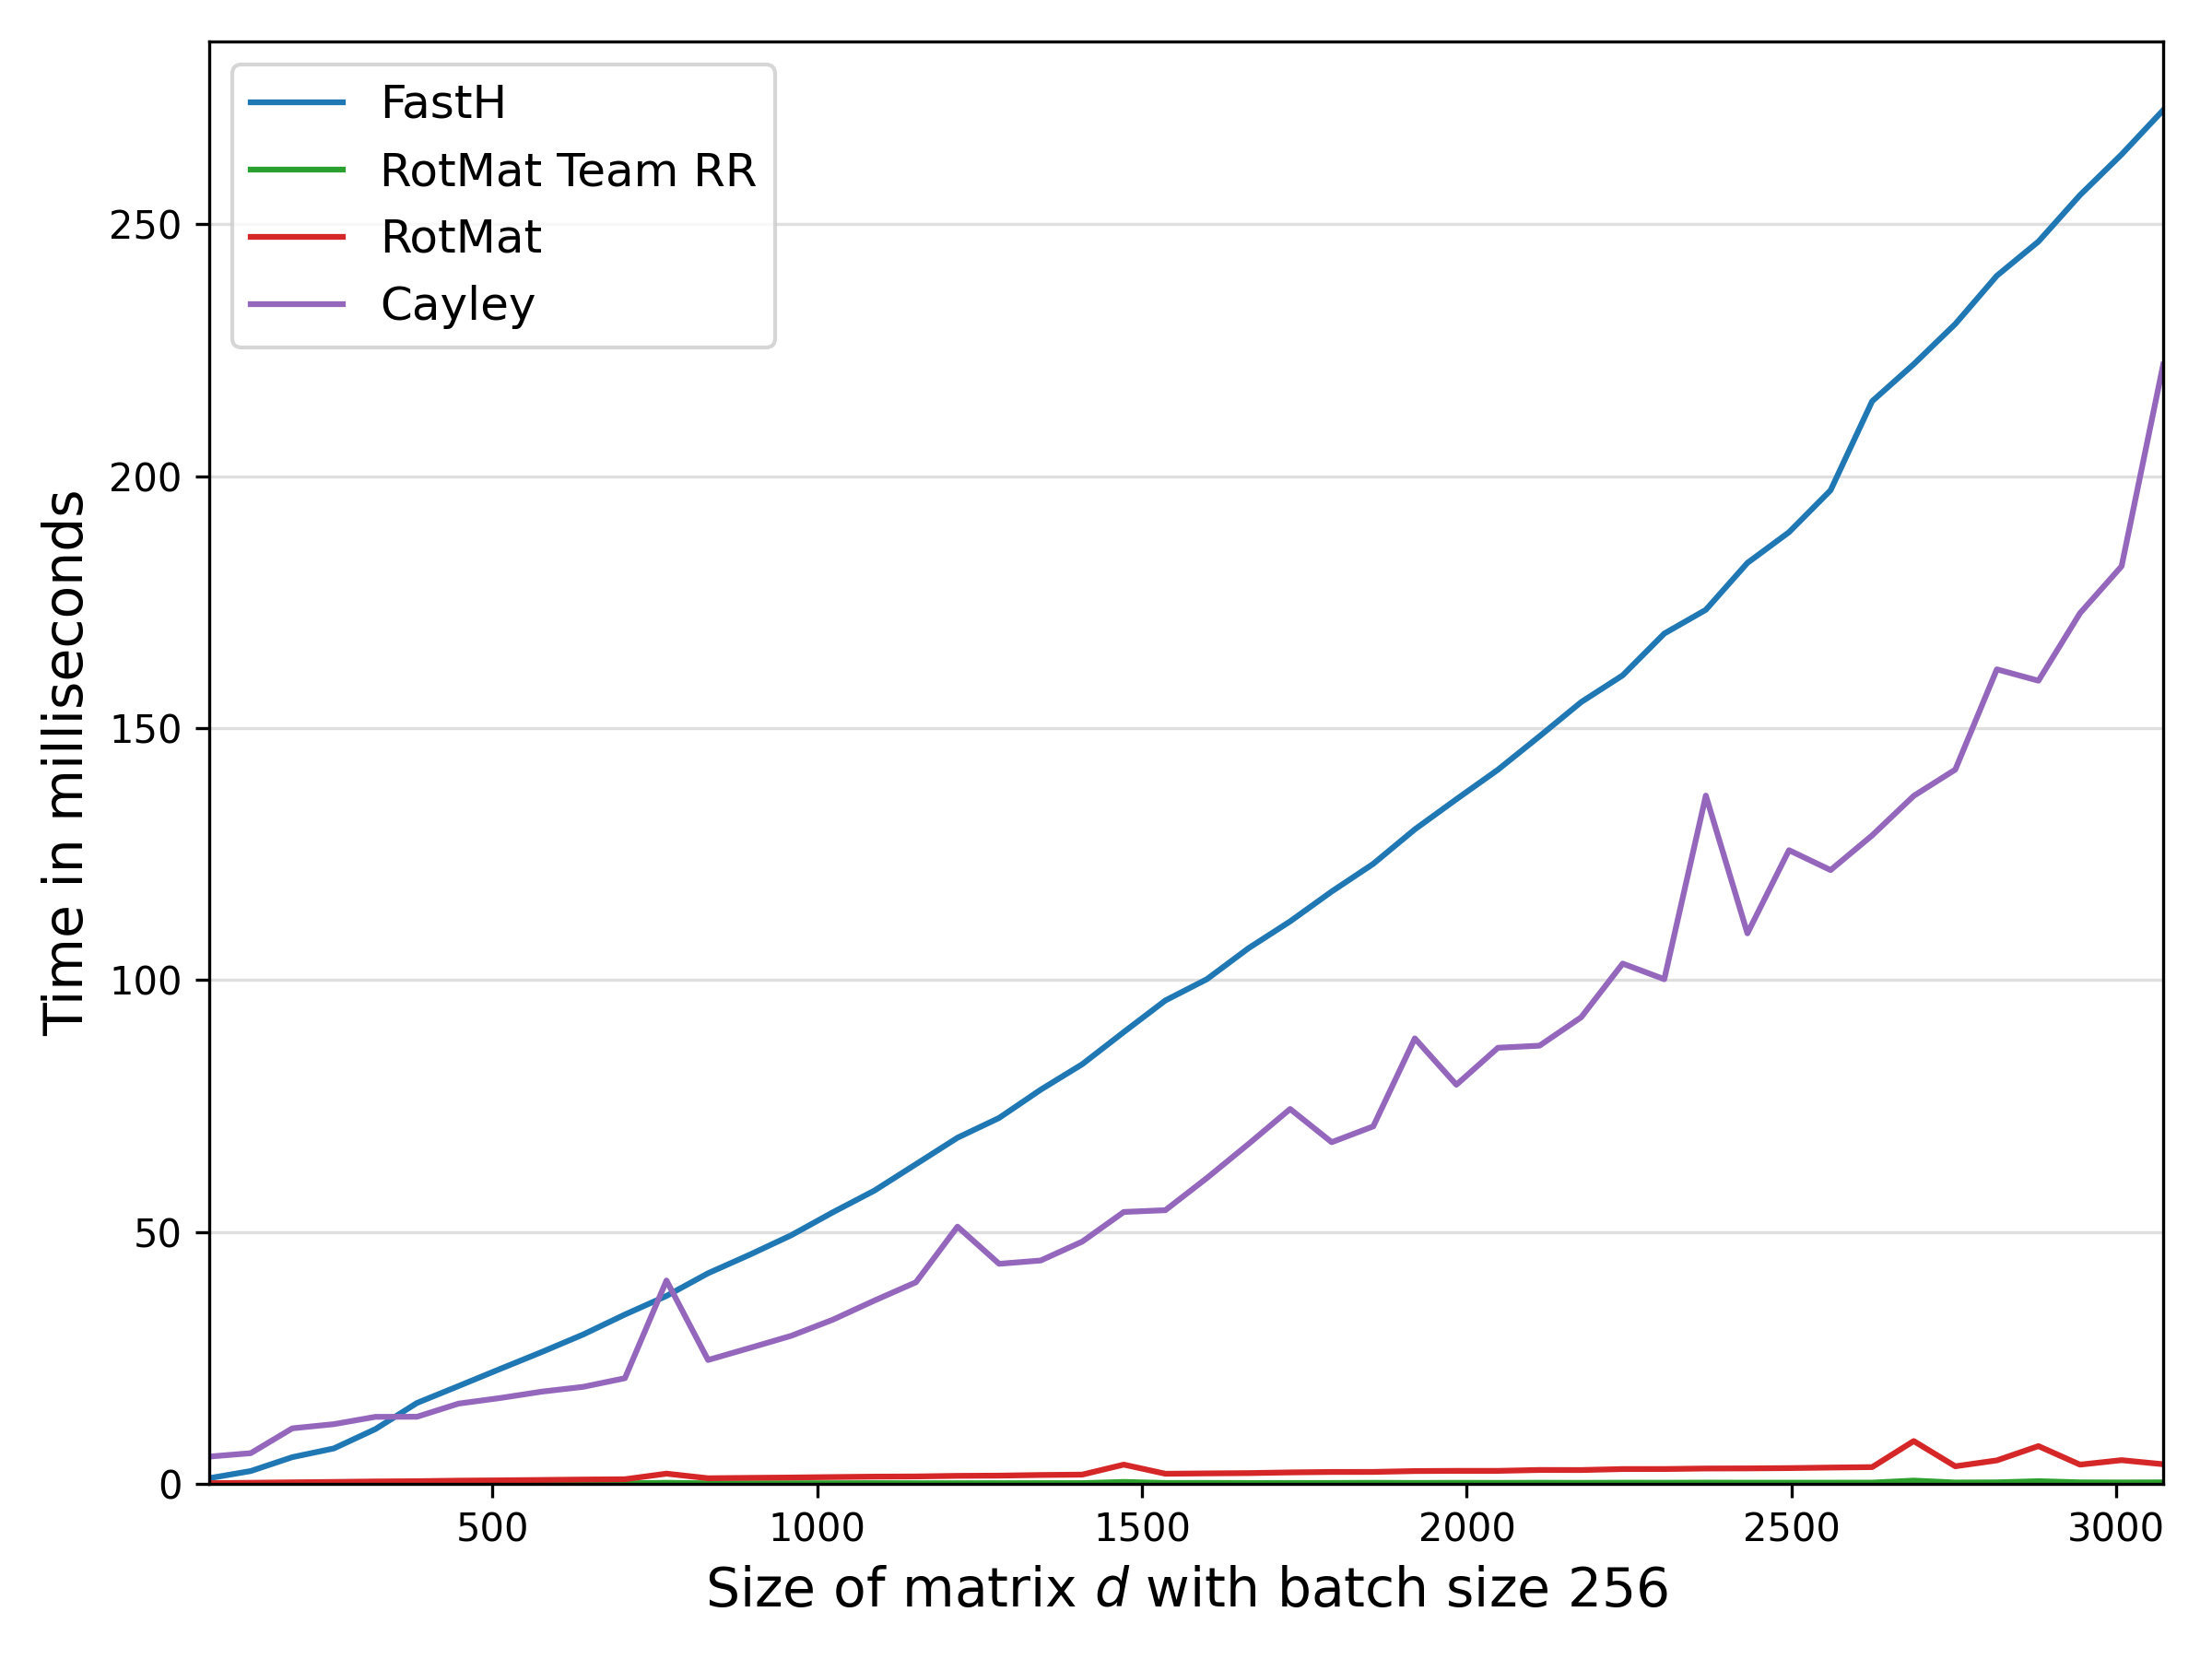 FastH
RotMat Team RR
RotMat
Cayley
Time in milliseconds
250
200
150
100
50
0
500 1000 1500 2000 2500 3000
Size of matrix d with batch size 256